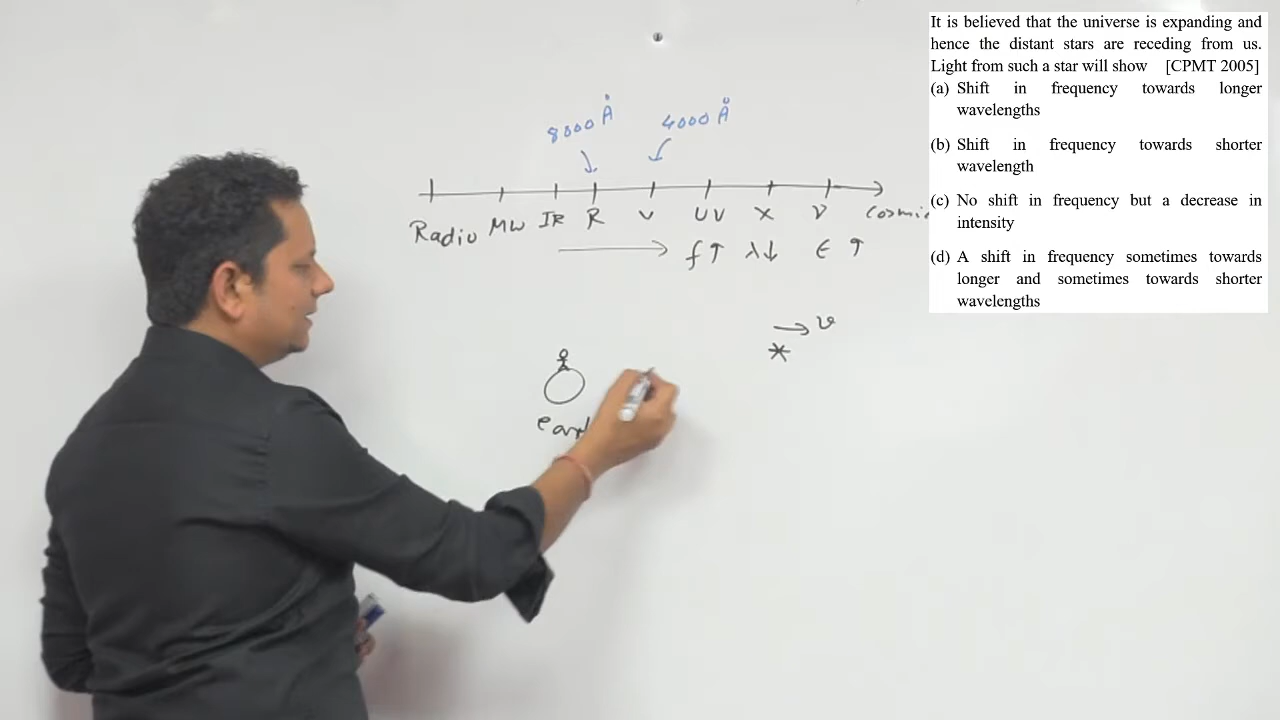 It is believed that the universe is expanding and
hence the distant stars are receding from us.
Light from such a star will show [CPMT 2005]
(a) Shift in frequency towards longer
wavelengths
(b) Shift in frequency towards shorter
wavelength
(c) No shift in frequency but a decrease in
intensity
(d) A shift in frequency sometimes towards
longer and sometimes towards shorter
wavelengths
8000 Å 4000 Å
Radio MW IR R V UV X γ Cosmic
f↑ λ↓ E ↑
v